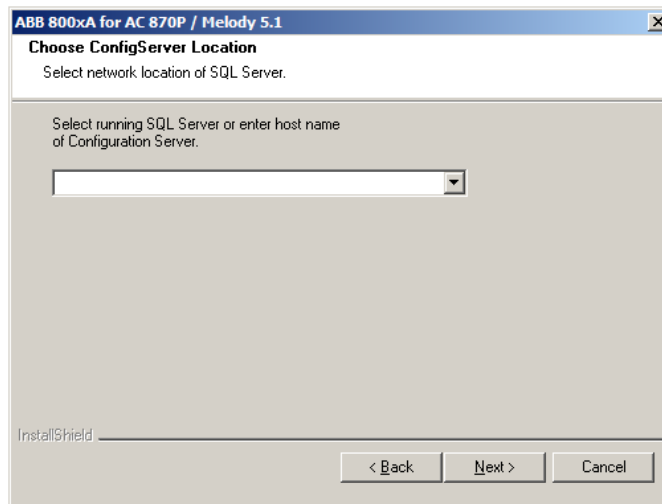 ABB 800xA for AC 870P / Melody 5.1
Choose ConfigServer Location
Select network location of SQL Server.
Select running SQL Server or enter host name
of Configuration Server.
InstallShield
< Back Next > Cancel